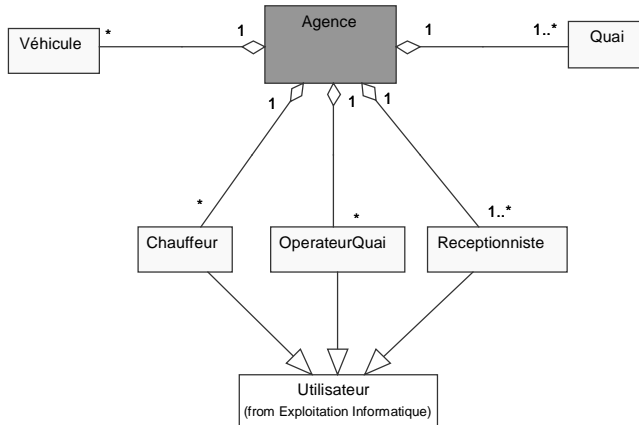 Agence
Véhicule
*
1
1
1..*
Quai
1
1
1
*
*
1..*
Chauffeur
OperateurQuai
Receptionniste
Utilisateur
(from Exploitation Informatique)